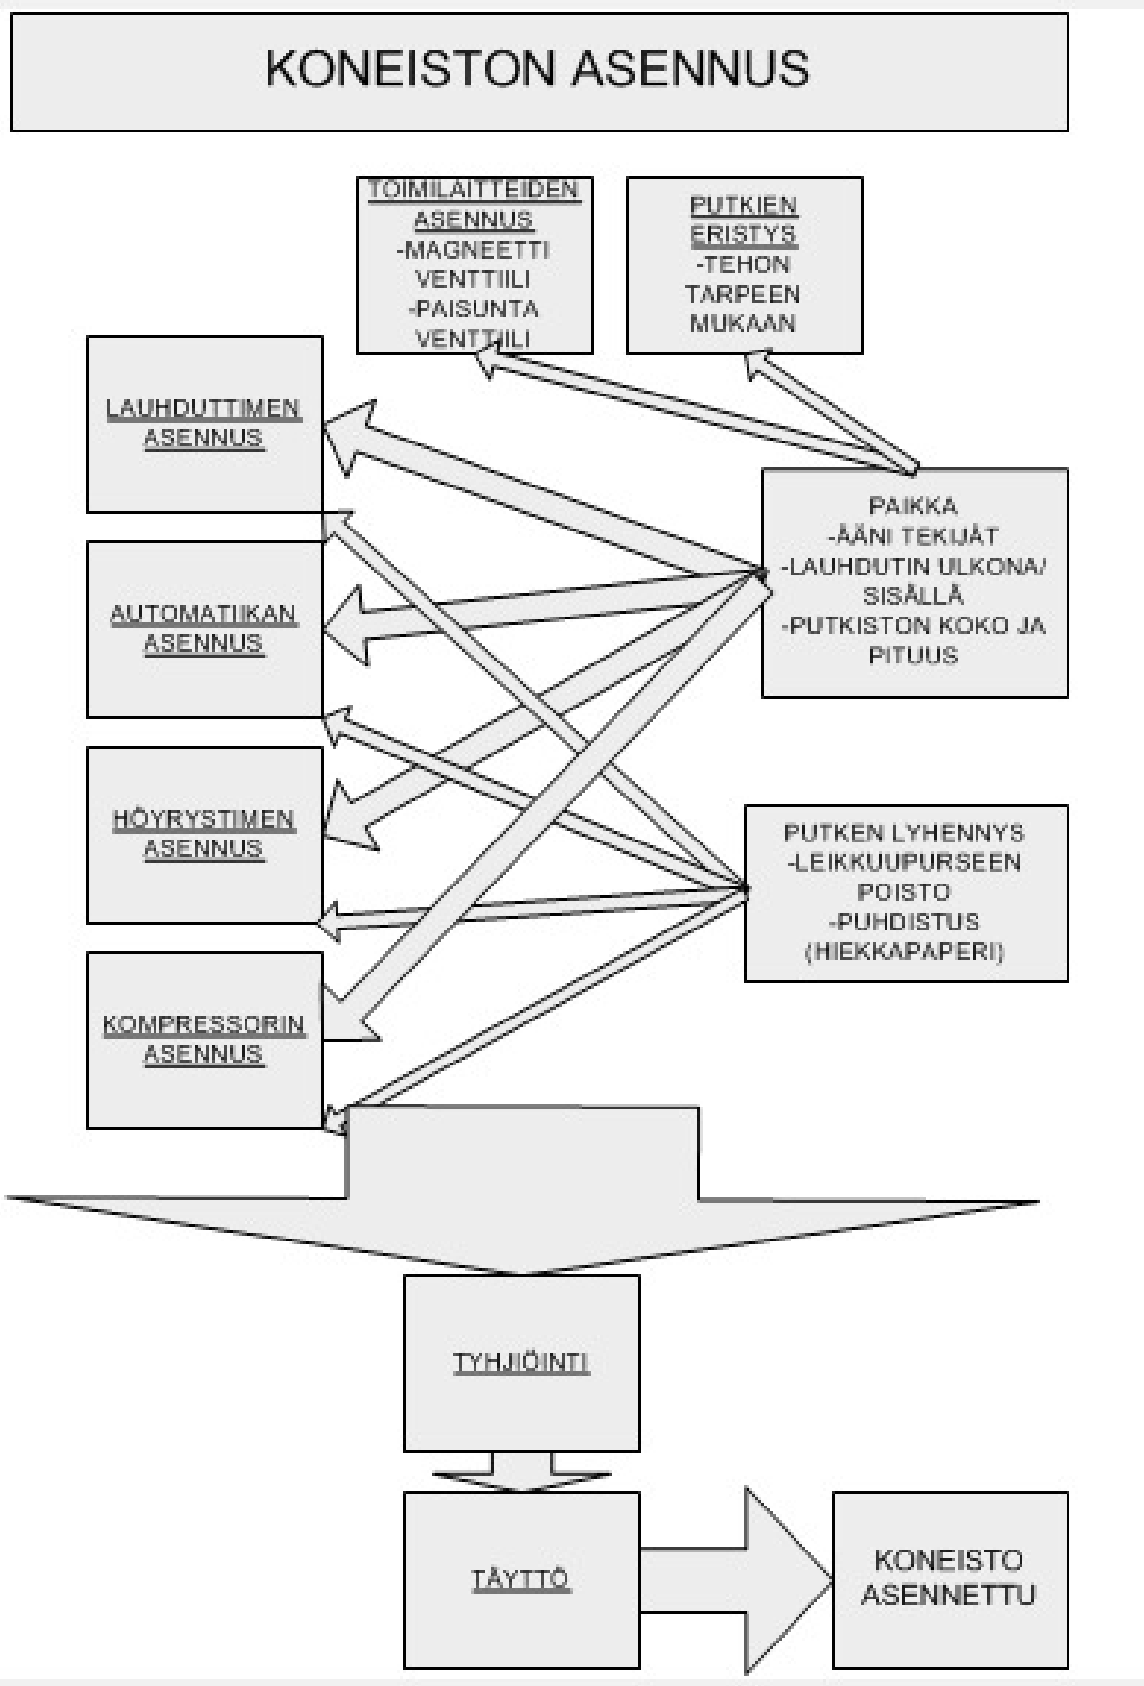 KONEISTON ASENNUS
TOIMILAITTEIDEN
ASENNUS
-MAGNEETTI
VENTTIILI
-PAISUNTA
VENTTIILI
PUTKIEN
ERISTYS
-TEHON
TARPEEN
MUKAAN
LAUHDUTTIMEN
ASENNUS
PAIKKA
-ÄÄNI TEKIJÄT
-LAUHDUTIN ULKONA/
SISÄLLÄ
-PUTKISTON KOKO JA
PITUUS
AUTOMATIIKAN
ASENNUS
HÖYRYSTIMEN
ASENNUS
PUTKEN LYHENNYS
-LEIKKUUPURSEEN
POISTO
-PUHDISTUS
(HIEKKAPAPERI)
KOMPRESSORIN
ASENNUS
TYHJIÖINTI
TÄYTTÖ
KONEISTO
ASENNETTU